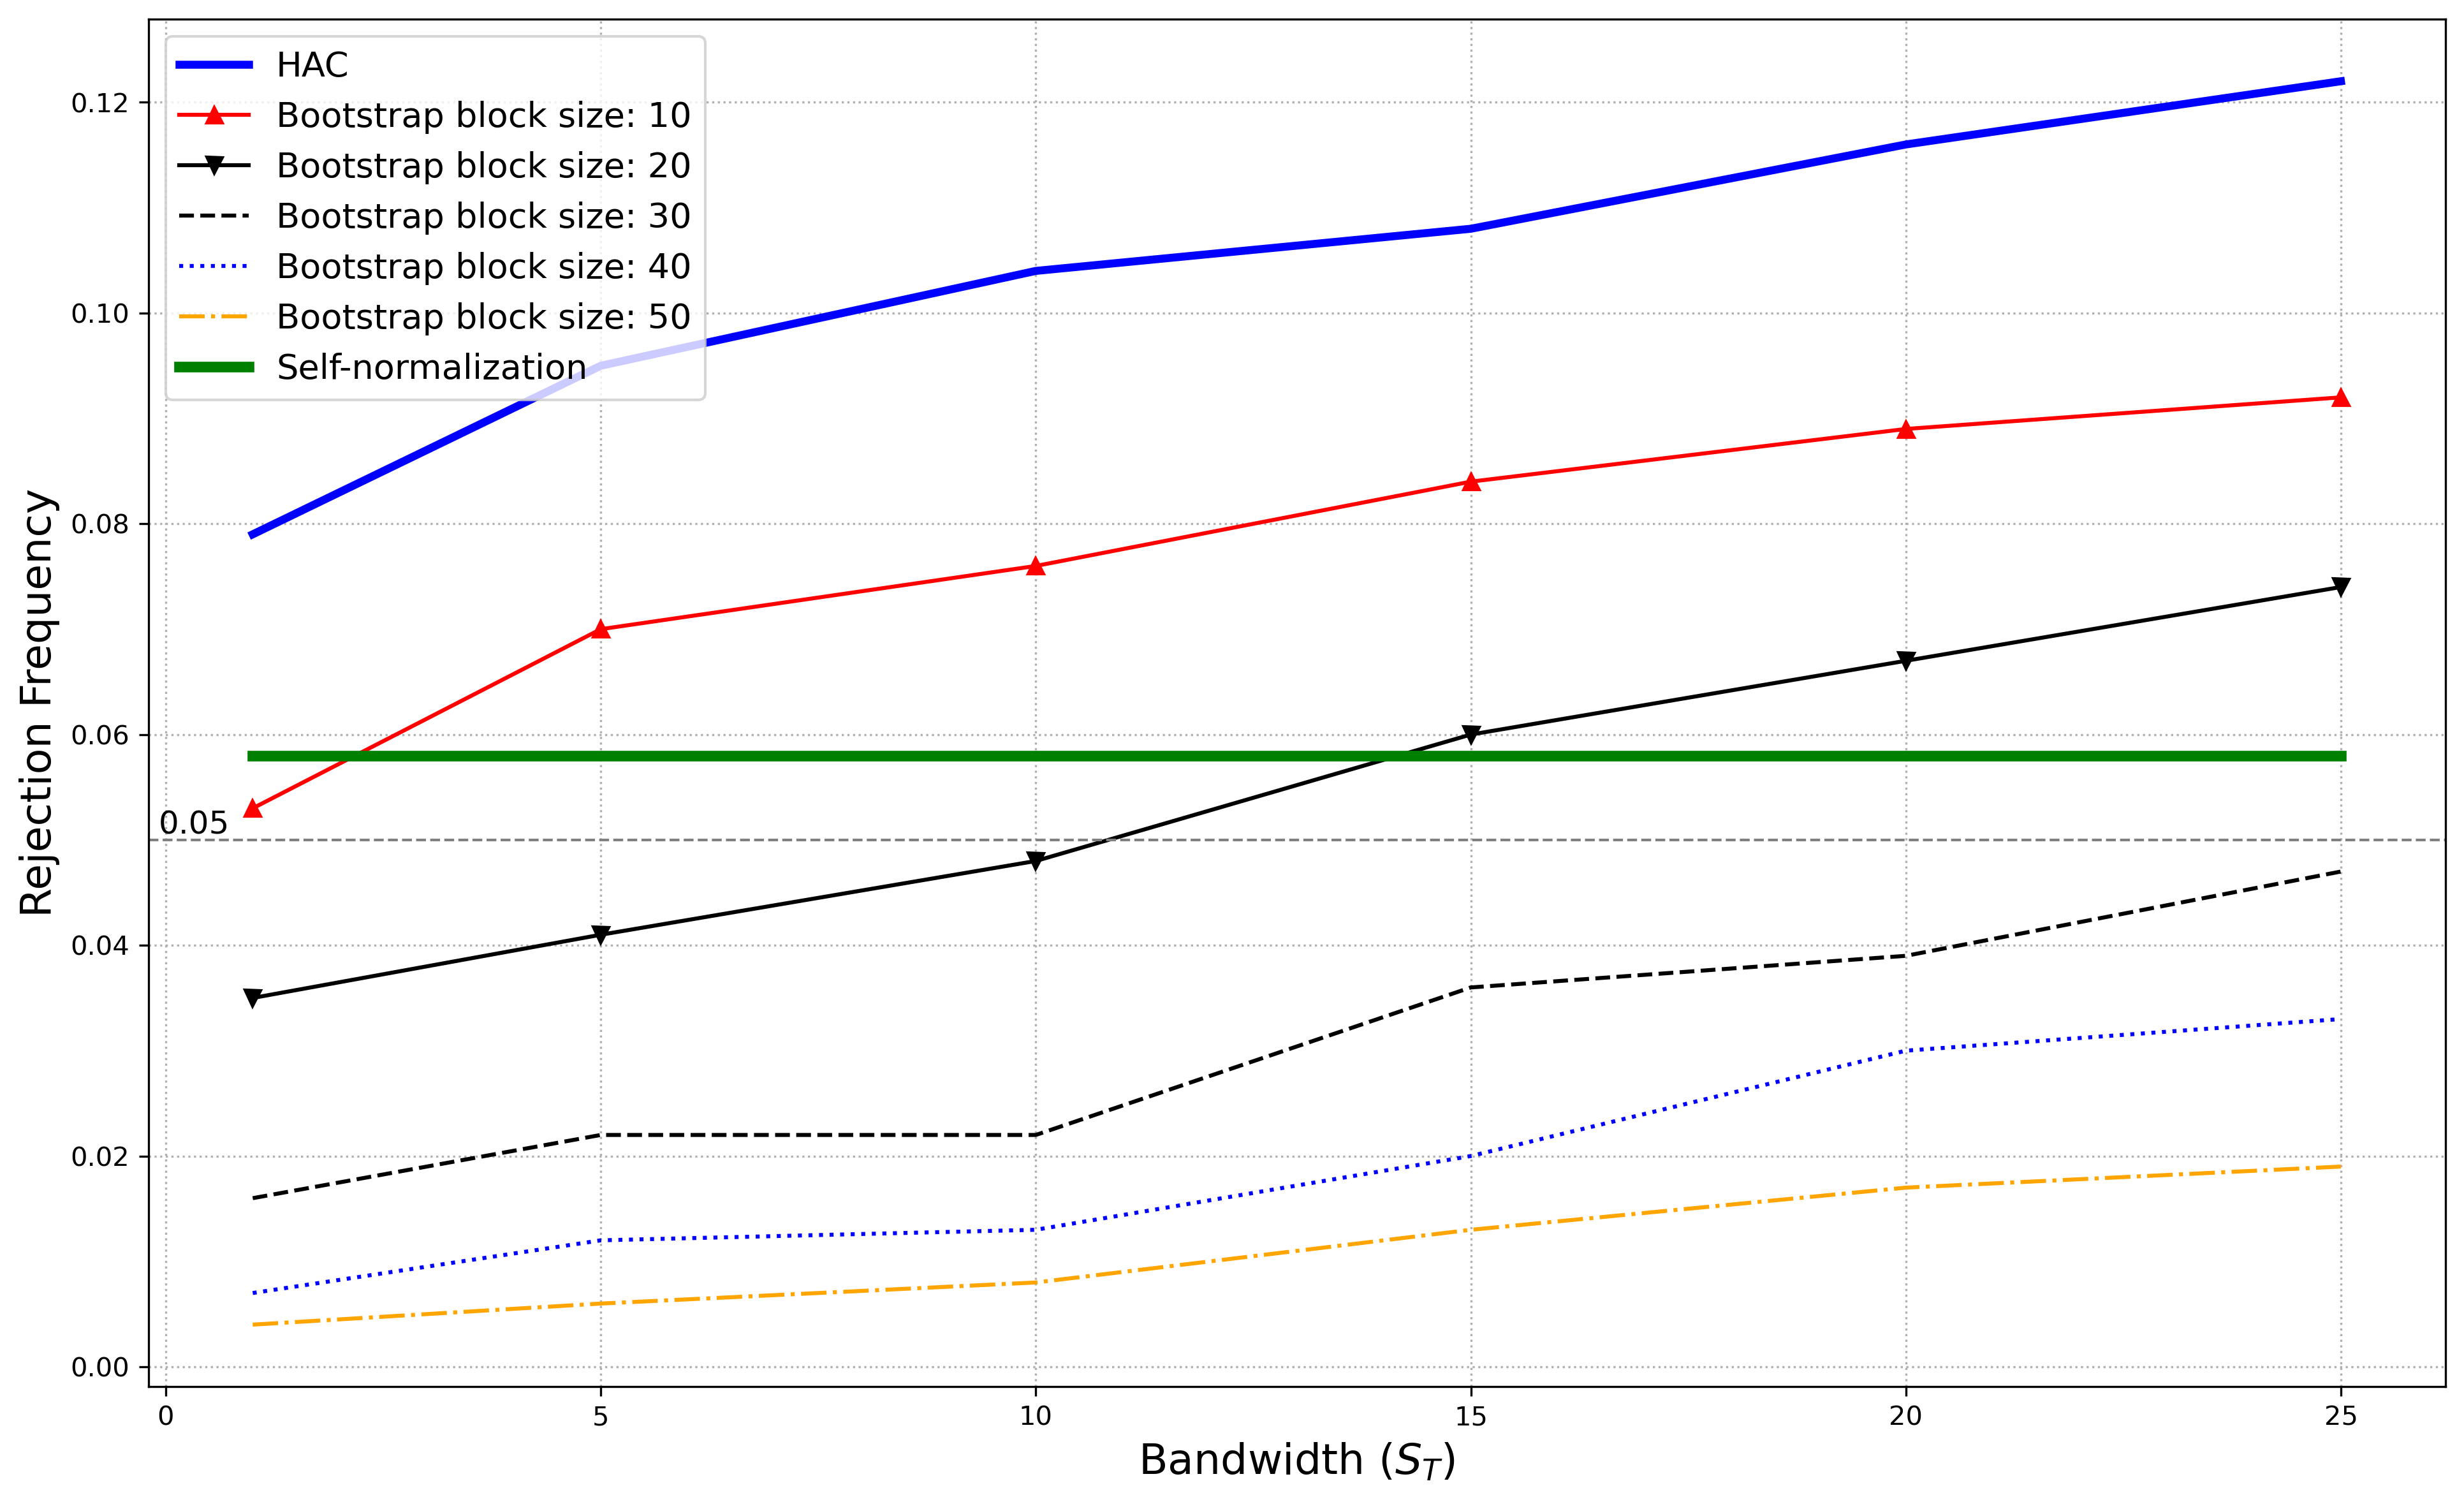 HAC
Bootstrap block size: 10
Bootstrap block size: 20
Bootstrap block size: 30
Bootstrap block size: 40
Bootstrap block size: 50
Self-normalization
0.12
0.10
0.08
0.06
0.05
0.04
0.02
0.00
Rejection Frequency
0 5 10 15 20 25
Bandwidth (S_T)